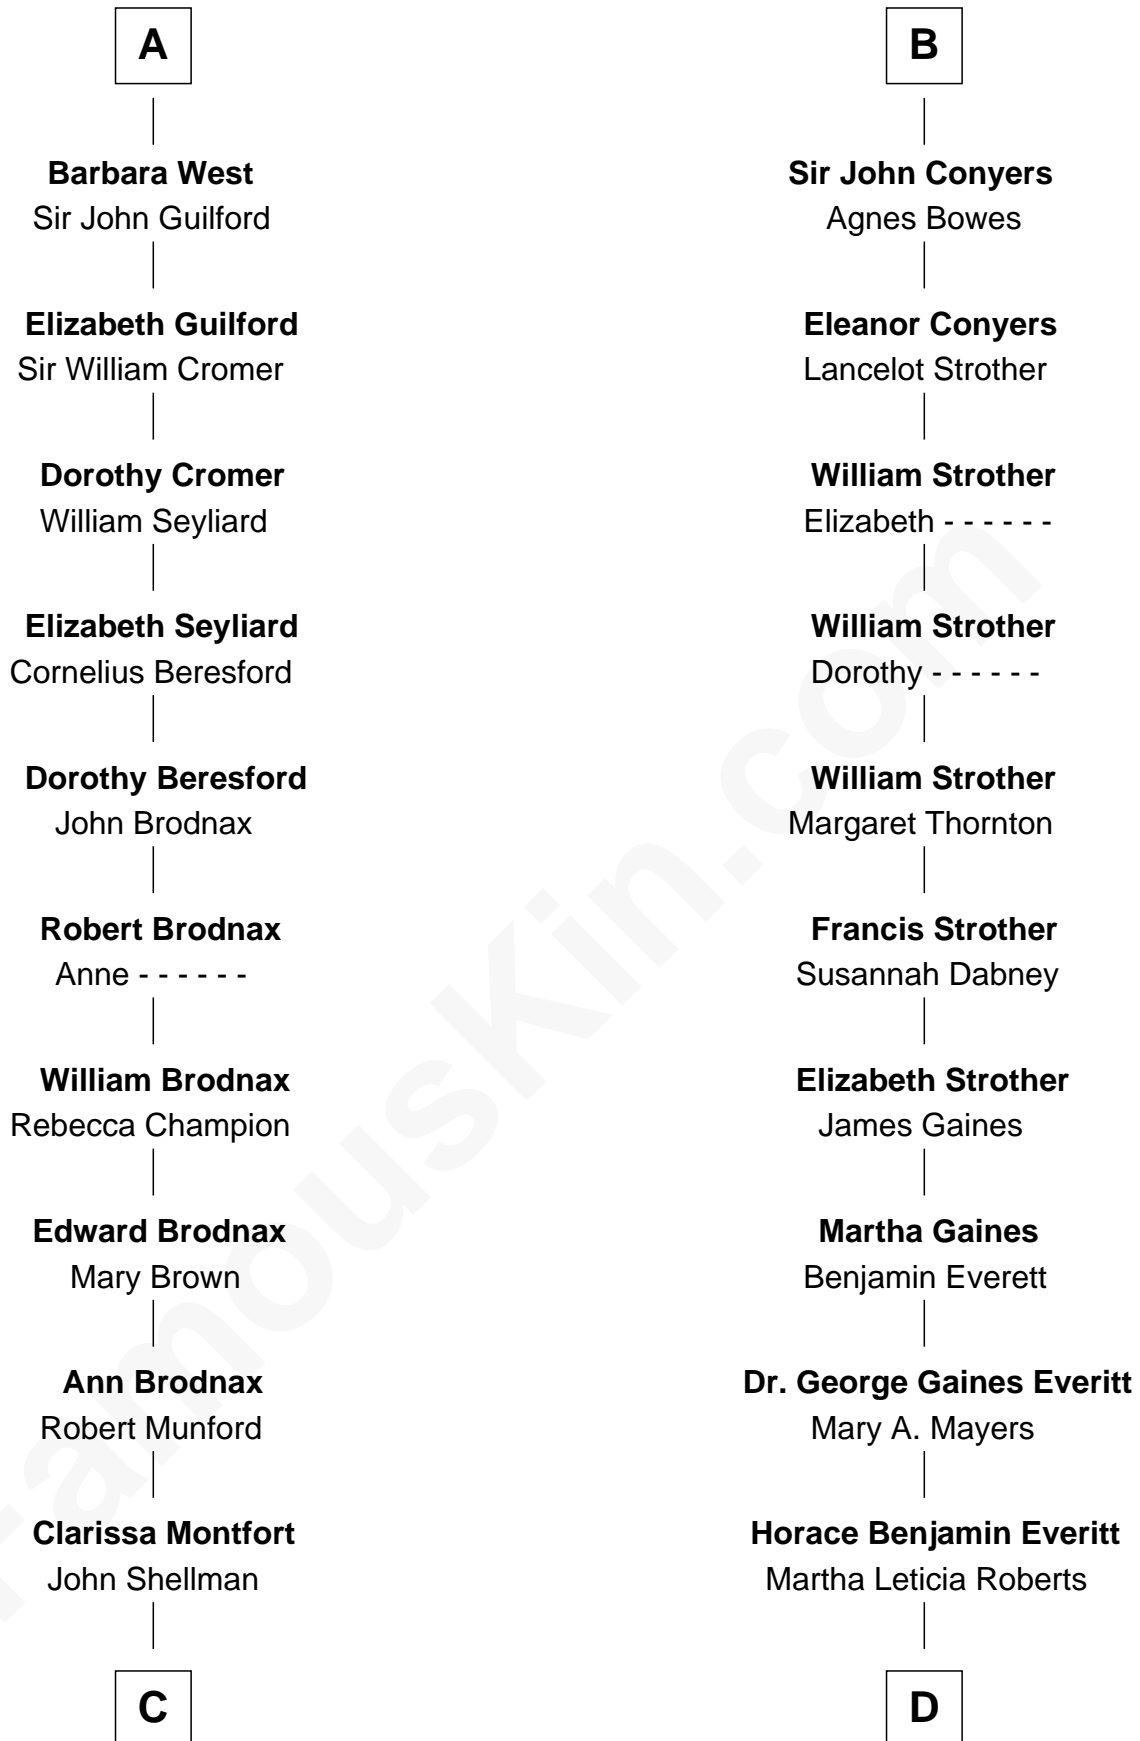 A
Barbara West
Sir John Guilford
Elizabeth Guilford
Sir William Cromer
Dorothy Cromer
William Seyliard
Elizabeth Seyliard
Cornelius Beresford
Dorothy Beresford
John Brodnax
Robert Brodnax
Anne - - - - - -
William Brodnax
Rebecca Champion
Edward Brodnax
Mary Brown
Ann Brodnax
Robert Munford
Clarissa Montfort
John Shellman
C
B
Sir John Conyers
Agnes Bowes
Eleanor Conyers
Lancelot Strother
William Strother
Elizabeth - - - - - -
William Strother
Dorothy - - - - - -
William Strother
Margaret Thornton
Francis Strother
Susannah Dabney
Elizabeth Strother
James Gaines
Martha Gaines
Benjamin Everett
Dr. George Gaines Everitt
Mary A. Mayers
Horace Benjamin Everitt
Martha Leticia Roberts
D
FamousKin.com